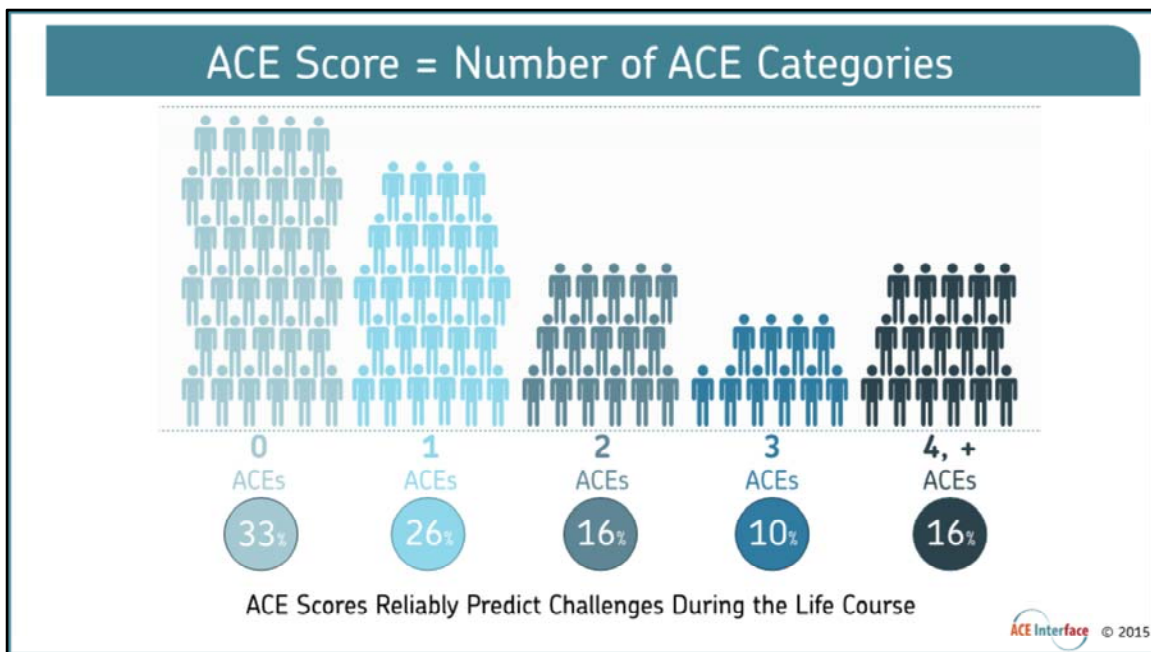 ACE Score = Number of ACE Categories
0 1 2 3 4, +
ACEs ACEs ACEs ACEs ACEs
33% 26% 16% 10% 16%
ACE Scores Reliably Predict Challenges During the Life Course
ACE Interface © 2015